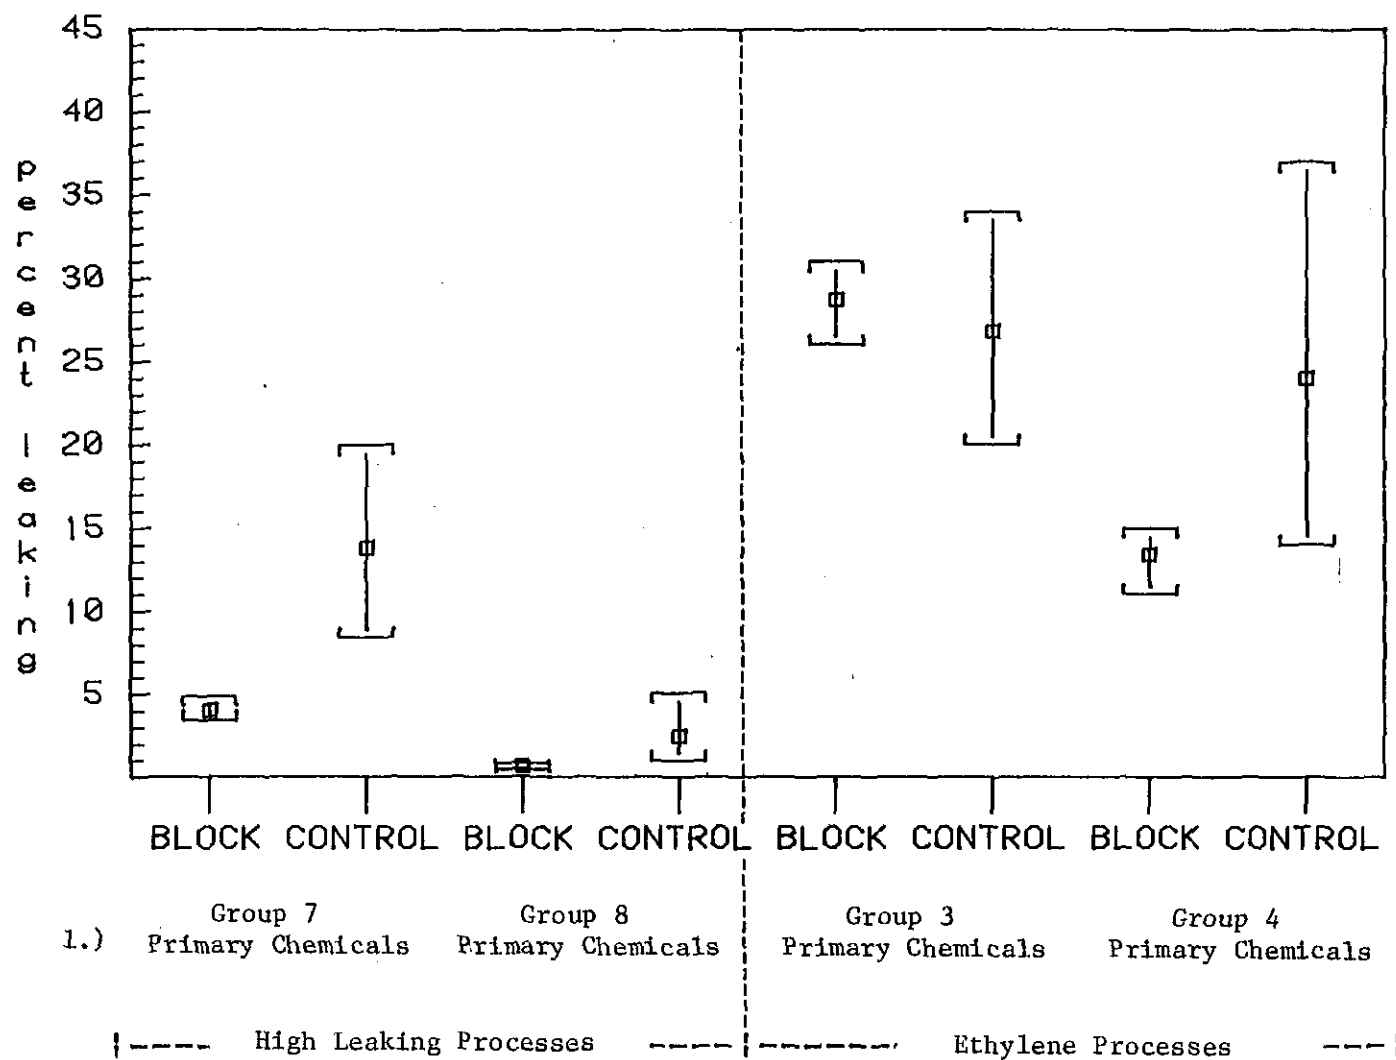 percent leaking
45
40
35
30
25
20
15
10
5
BLOCK CONTROL BLOCK CONTROL BLOCK CONTROL BLOCK CONTROL
Group 7 Group 8 Group 3 Group 4
1.) Primary Chemicals Primary Chemicals Primary Chemicals Primary Chemicals
High Leaking Processes Ethylene Processes